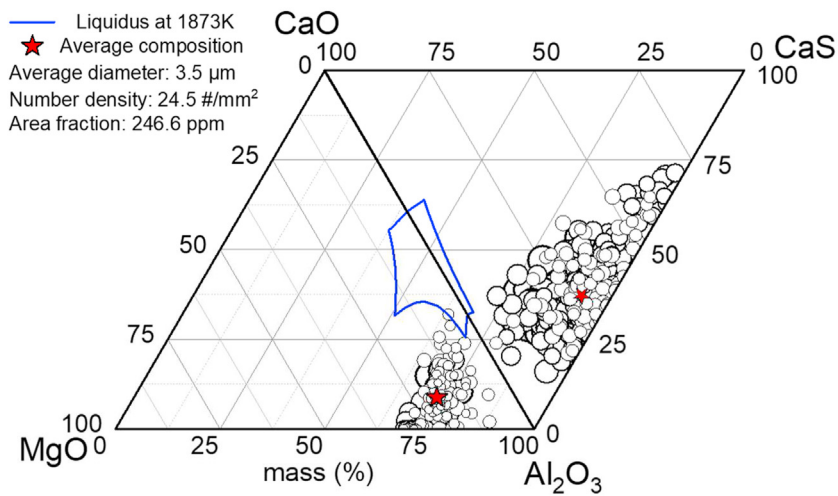 Liquidus at 1873K
Average composition
Average diameter: 3.5 µm
Number density: 24.5 #/mm²
Area fraction: 246.6 ppm
CaO
0 100 75 50 25 0 CaS
100
25 75
50 50
75 25
100 0
MgO 0 25 50 75 100 Al₂O₃
mass (%)